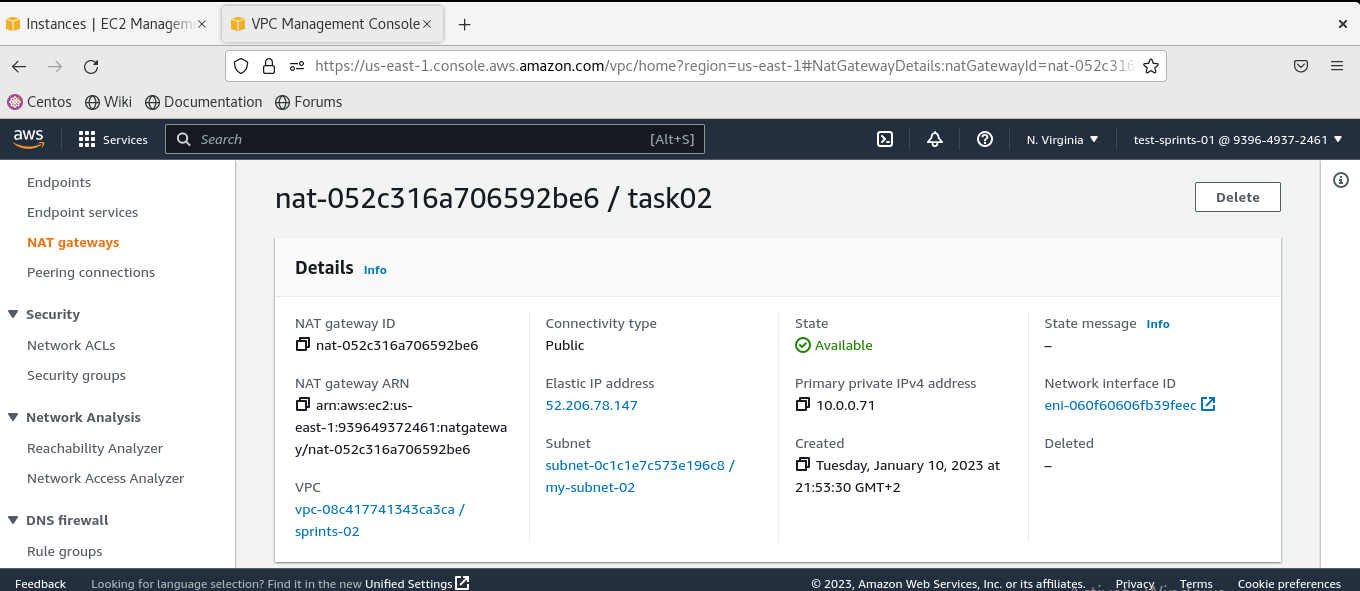 Instances | EC2 Managem
VPC Management Console
https://us-east-1.console.aws.amazon.com/vpc/home?region=us-east-1#NatGatewayDetails:natGatewayId=nat-052c316
Centos Wiki Documentation Forums
aws Services Search [Alt+S] N. Virginia test-sprints-01 @ 9396-4937-2461
Endpoints
Endpoint services
NAT gateways
Peering connections
Security
Network ACLs
Security groups
Network Analysis
Reachability Analyzer
Network Access Analyzer
DNS firewall
Rule groups
nat-052c316a706592be6 / task02
Delete
Details Info
NAT gateway ID
nat-052c316a706592be6
NAT gateway ARN
arn:aws:ec2:us-
east-1:939649372461:natgatewa
y/nat-052c316a706592be6
VPC
vpc-08c417741343ca3ca /
sprints-02
Connectivity type
Public
Elastic IP address
52.206.78.147
Subnet
subnet-0c1c1e7c573e196c8 /
my-subnet-02
State
Available
Primary private IPv4 address
10.0.0.71
Created
Tuesday, January 10, 2023 at
21:53:30 GMT+2
State message Info
–
Network interface ID
eni-060f60606fb39feec
Deleted
–
Feedback Looking for language selection? Find it in the new Unified Settings © 2023, Amazon Web Services, Inc. or its affiliates. Privacy Terms Cookie preferences